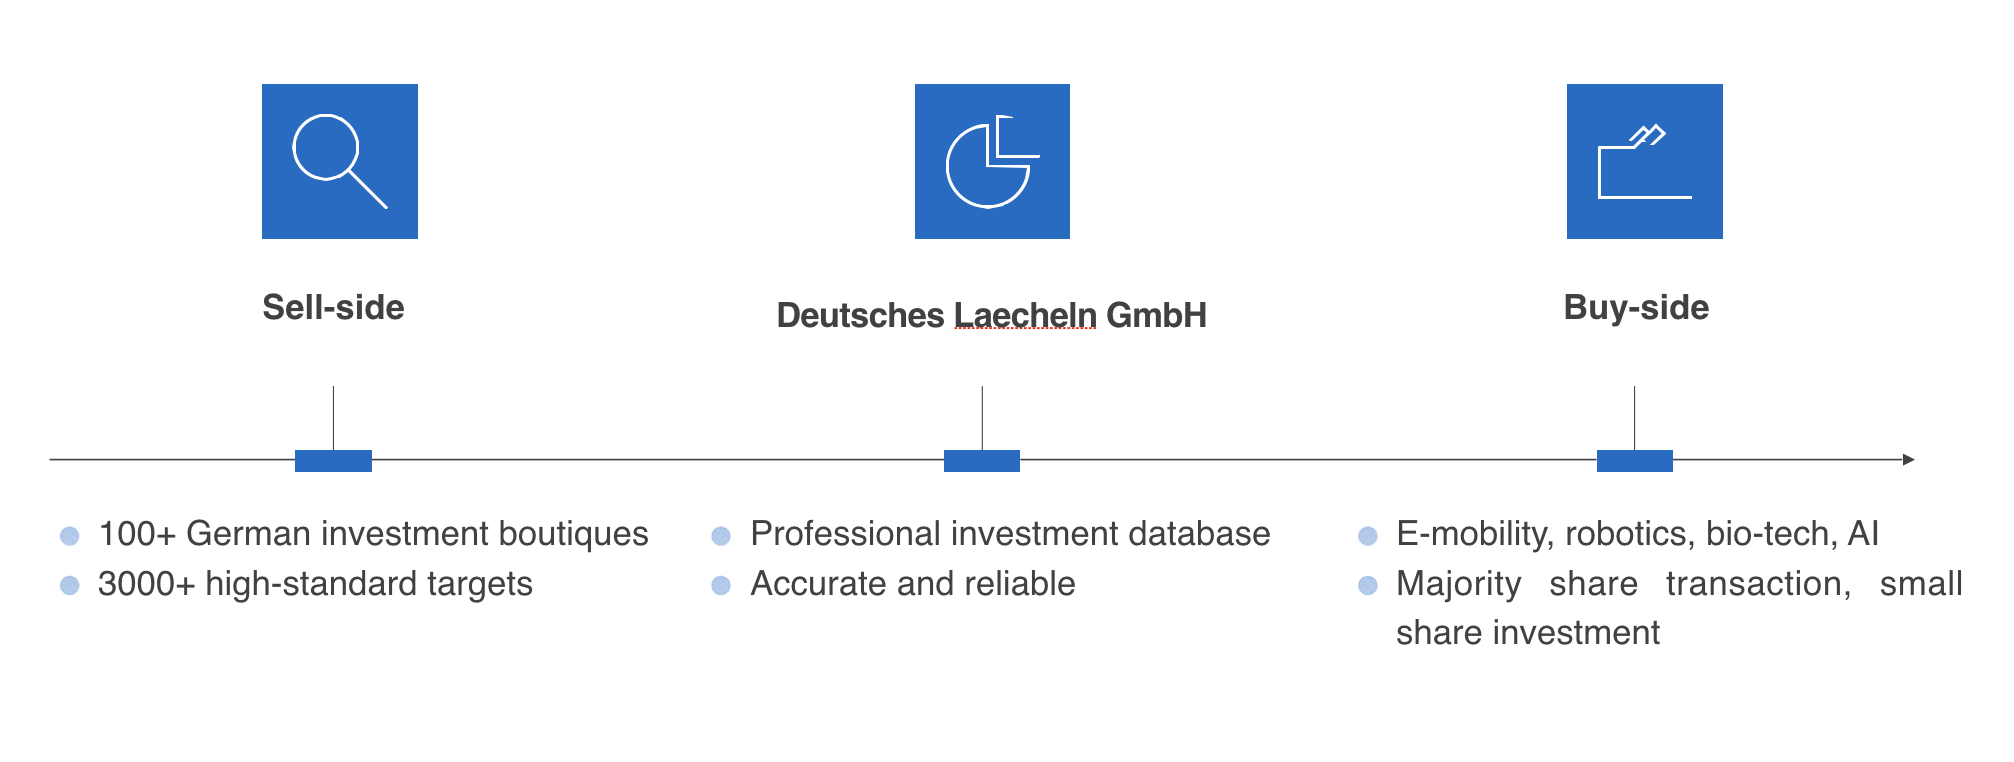 Sell-side
Deutsches Laecheln GmbH
Buy-side
100+ German investment boutiques
3000+ high-standard targets
Professional investment database
Accurate and reliable
E-mobility, robotics, bio-tech, AI
Majority share transaction, small
share investment